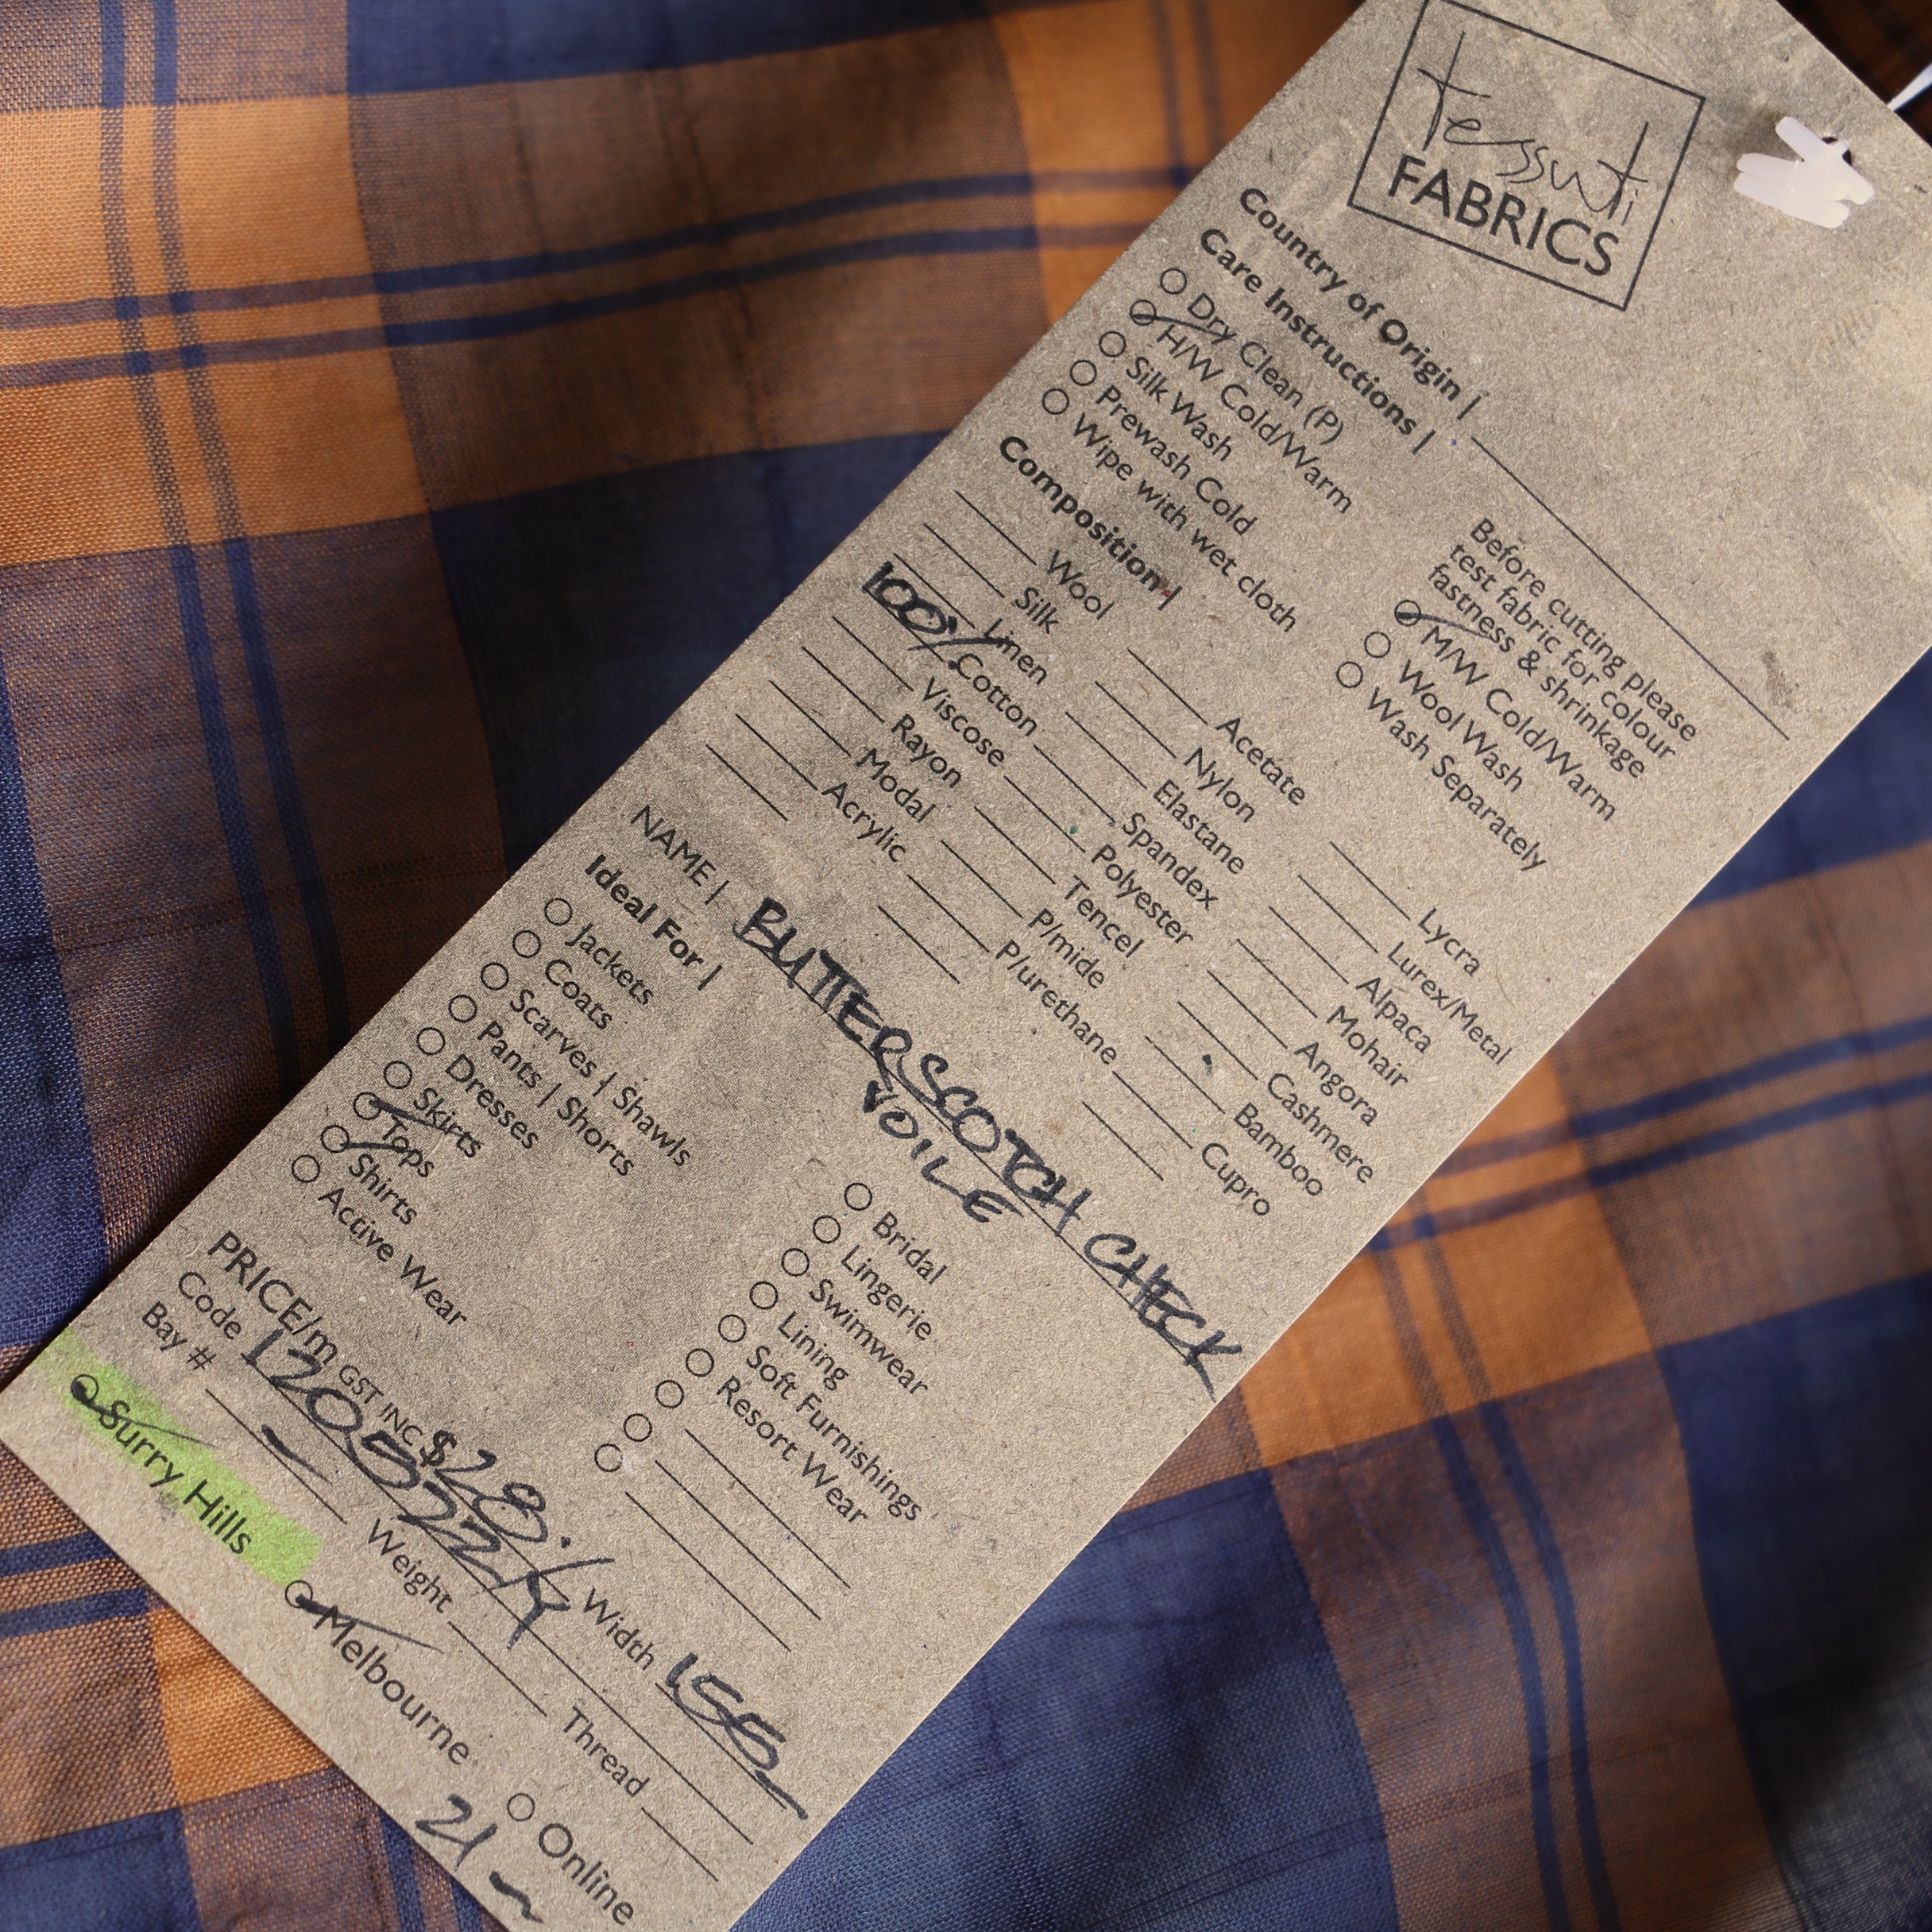 tessuti
FABRICS
Country of Origin |
Care Instructions |
Dry Clean (P)
H/W Cold/Warm
Silk Wash
Prewash Cold
Wipe with wet cloth
Before cutting please
test fabric for colour
fastness & shrinkage
M/W Cold/Warm
Wool Wash
Wash Separately
Composition |
Wool
Silk
Linen
100% Cotton
Viscose
Rayon
Modal
Acrylic
Acetate
Nylon
Elastane
Spandex
Polyester
Tencel
P/mide
P/urethane
Lycra
Lurex/Metal
Alpaca
Mohair
Angora
Cashmere
Bamboo
Cupro
NAME | BUTTERSCOTCH CHECK
VOILE
Ideal For |
Jackets
Coats
Scarves | Shawls
Pants | Shorts
Dresses
Skirts
Tops
Shirts
Active Wear
Bridal
Lingerie
Swimwear
Lining
Soft Furnishings
Resort Wear
PRICE/m GST INC $28. Width 155
Code
Bay # Weight Thread
Surry Hills Melbourne Online
21